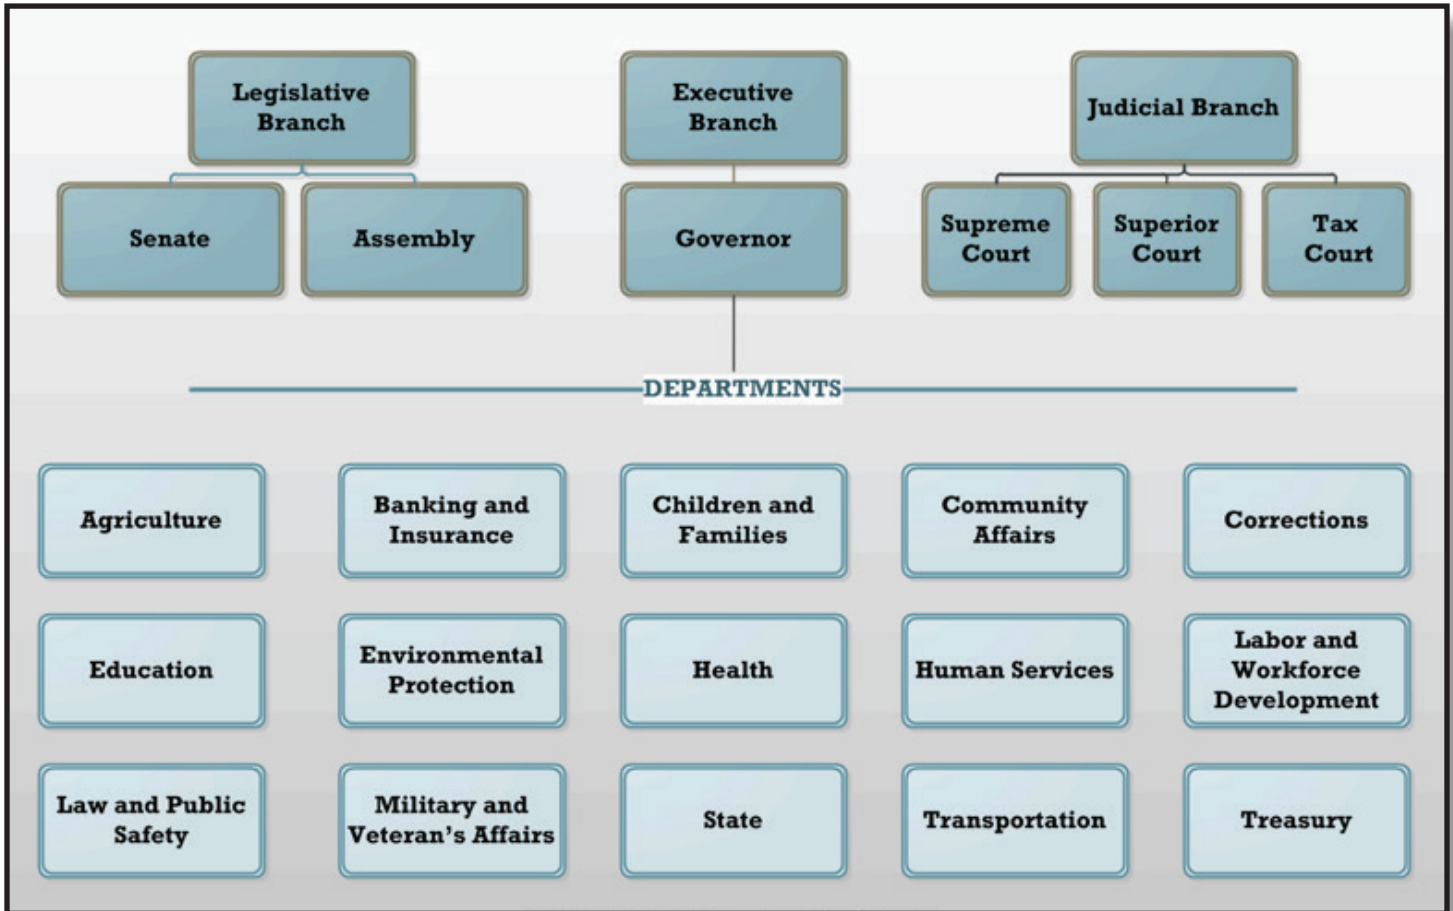 Legislative
Branch
Executive
Branch
Judicial Branch
Senate
Assembly
Governor
Supreme
Court
Superior
Court
Tax
Court
DEPARTMENTS
Agriculture
Banking and
Insurance
Children and
Families
Community
Affairs
Corrections
Education
Environmental
Protection
Health
Human Services
Labor and
Workforce
Development
Law and Public
Safety
Military and
Veteran’s Affairs
State
Transportation
Treasury